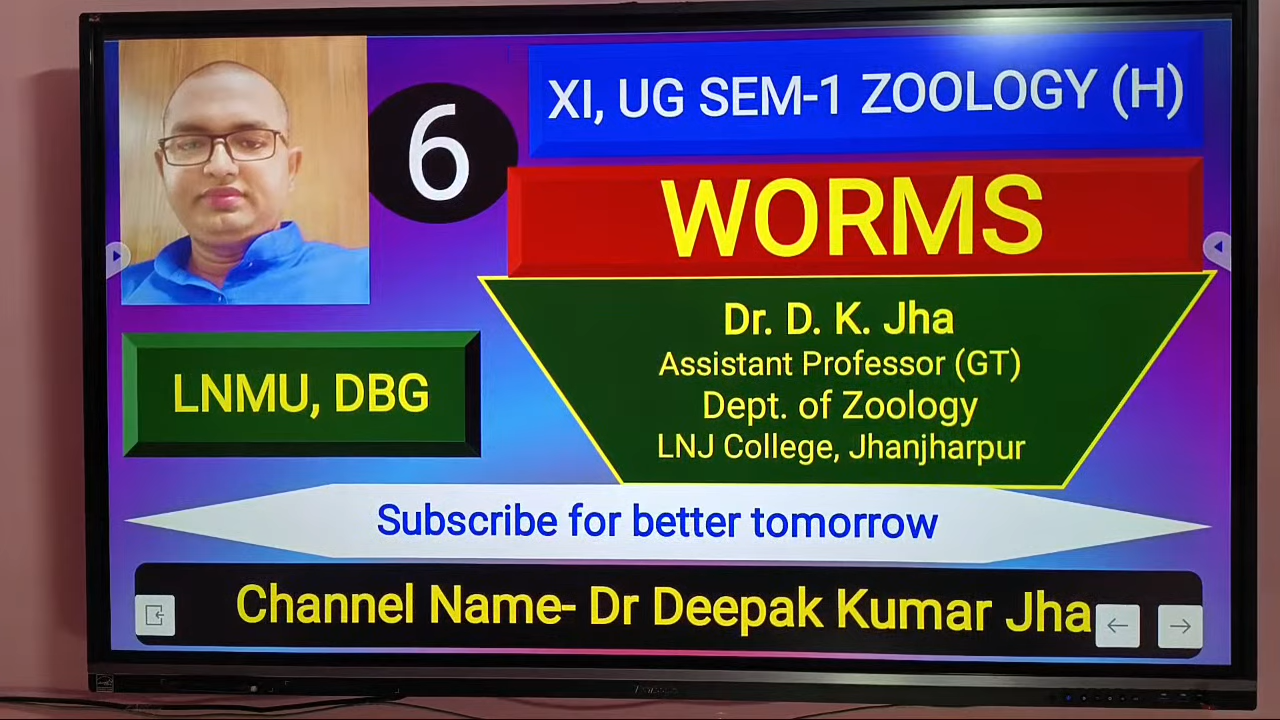 6
XI, UG SEM-1 ZOOLOGY (H)
WORMS
Dr. D. K. Jha
Assistant Professor (GT)
Dept. of Zoology
LNJ College, Jhanjharpur
LNMU, DBG
Subscribe for better tomorrow
Channel Name- Dr Deepak Kumar Jha